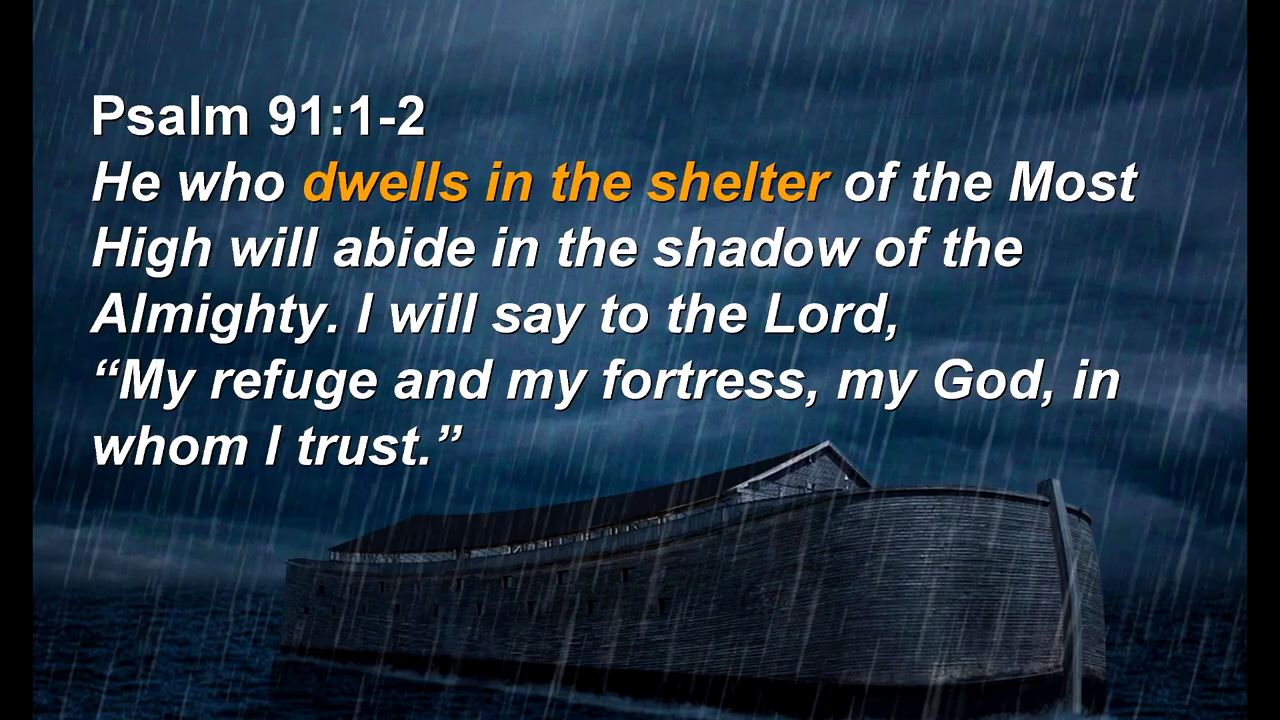 Psalm 91:1-2
He who dwells in the shelter of the Most
High will abide in the shadow of the
Almighty. I will say to the Lord,
“My refuge and my fortress, my God, in
whom I trust.”